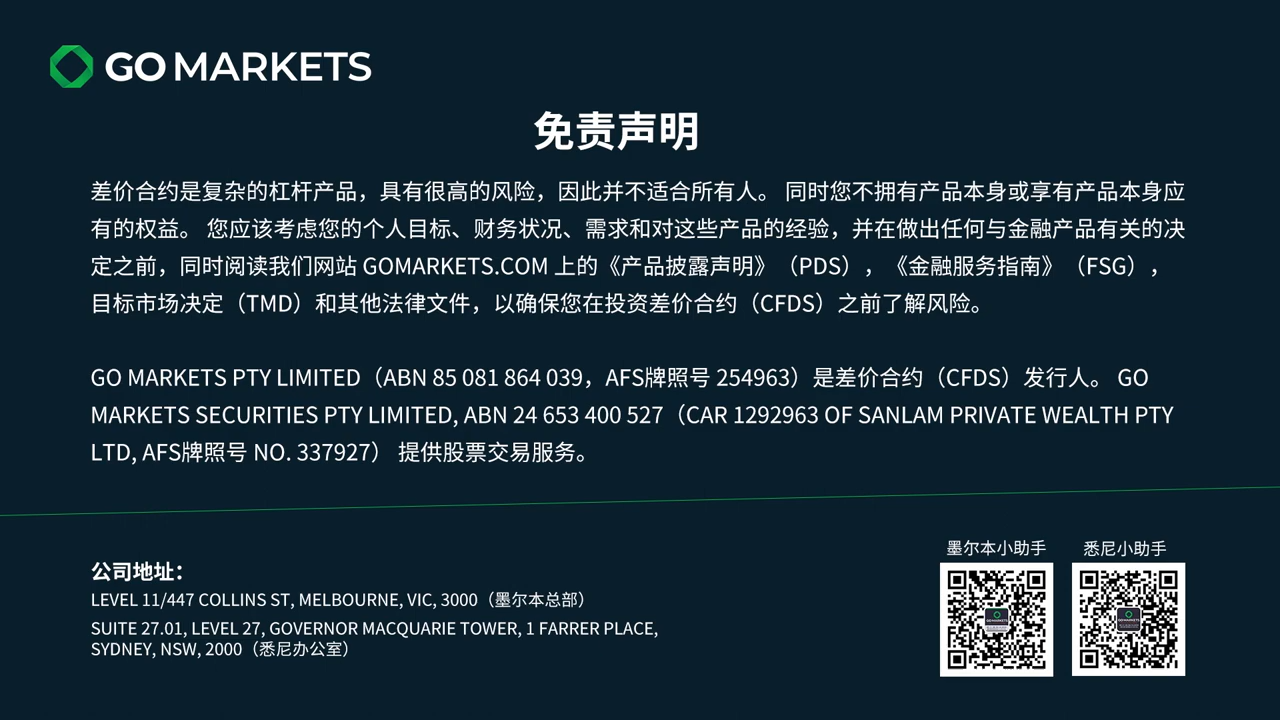 GO MARKETS
免责声明
差价合约是复杂的杠杆产品，具有很高的风险，因此并不适合所有人。 同时您不拥有产品本身或享有产品本身应
有的权益。 您应该考虑您的个人目标、财务状况、需求和对这些产品的经验，并在做出任何与金融产品有关的决
定之前，同时阅读我们网站 GOMARKETS.COM 上的《产品披露声明》（PDS），《金融服务指南》（FSG），
目标市场决定（TMD）和其他法律文件，以确保您在投资差价合约（CFDS）之前了解风险。
GO MARKETS PTY LIMITED（ABN 85 081 864 039，AFS牌照号 254963）是差价合约（CFDS）发行人。 GO
MARKETS SECURITIES PTY LIMITED, ABN 24 653 400 527（CAR 1292963 OF SANLAM PRIVATE WEALTH PTY
LTD, AFS牌照号 NO. 337927） 提供股票交易服务。
墨尔本小助手
悉尼小助手
公司地址：
LEVEL 11/447 COLLINS ST, MELBOURNE, VIC, 3000（墨尔本总部）
SUITE 27.01, LEVEL 27, GOVERNOR MACQUARIE TOWER, 1 FARRER PLACE,
SYDNEY, NSW, 2000（悉尼办公室）